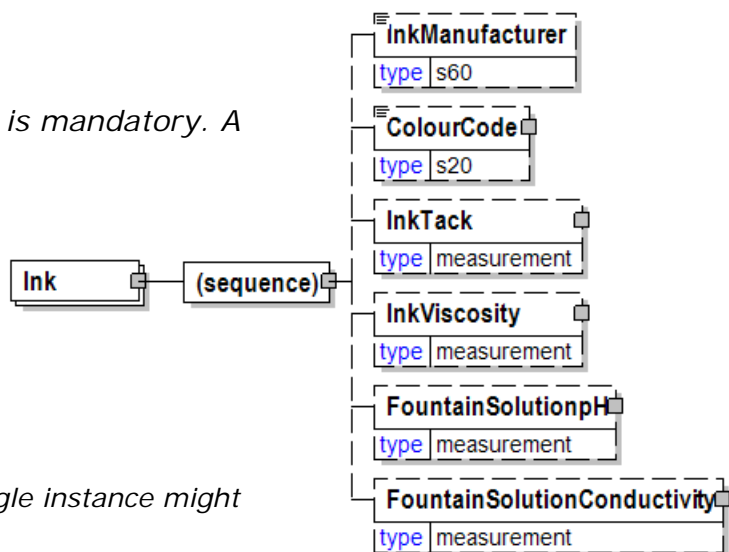 InkManufacturer
type s60
is mandatory. A
ColourCode
type s20
InkTack
type measurement
Ink
(sequence)
InkViscosity
type measurement
FountainSolutionpH
type measurement
gle instance might
FountainSolutionConductivity
type measurement